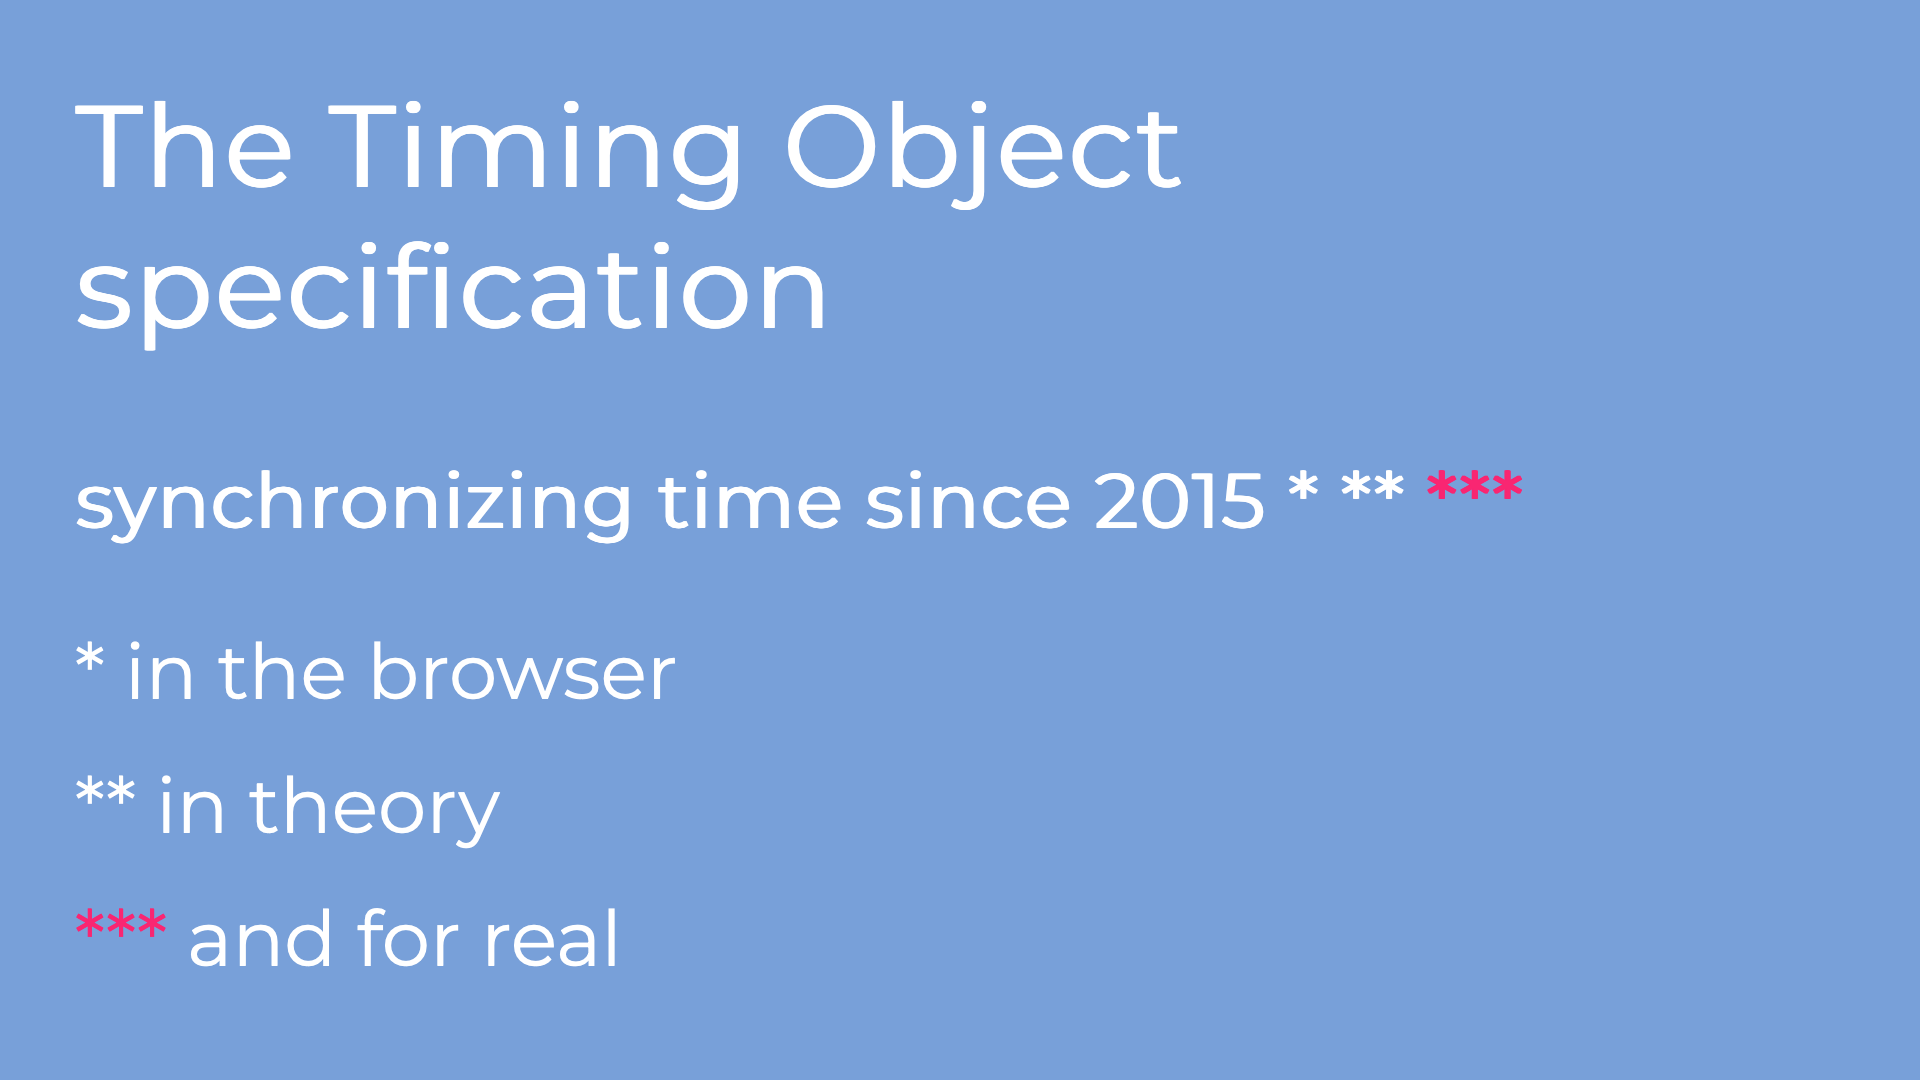 The Timing Object
specification
synchronizing time since 2015 * ** ***
* in the browser
** in theory
*** and for real